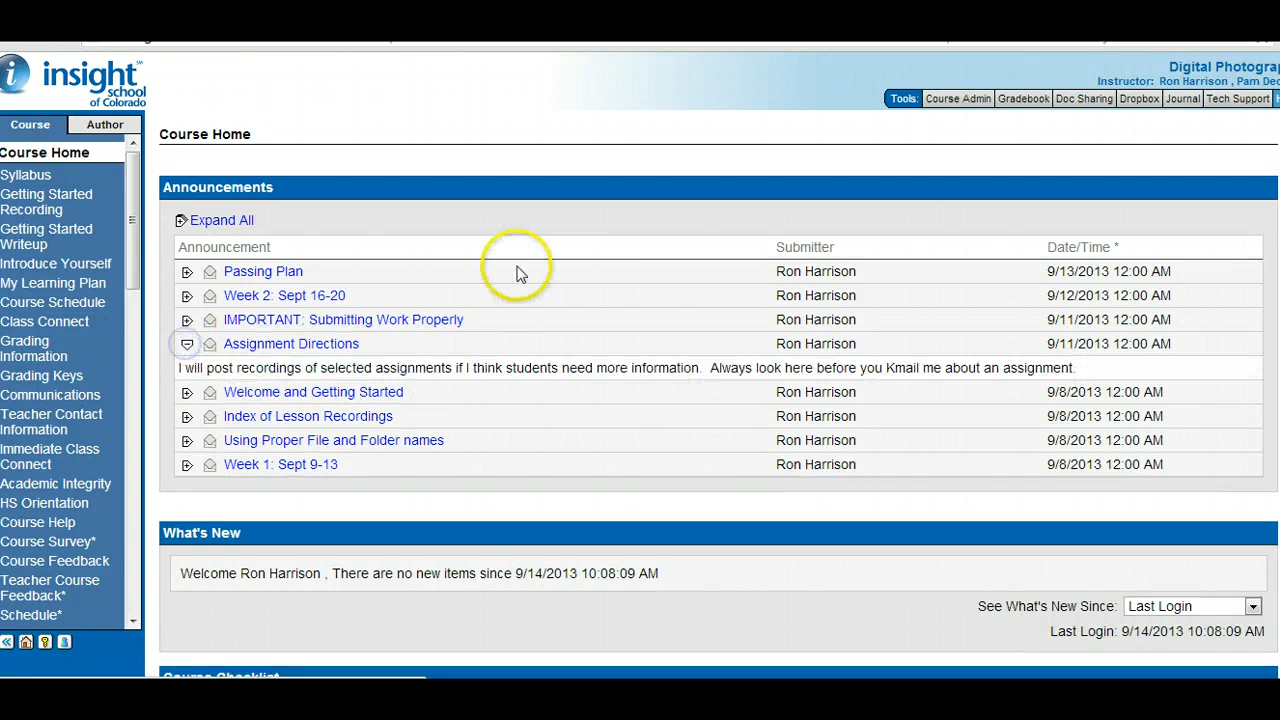 insight
school
of Colorado
Digital
Instructor: Ron Harrison , Pam
Tools: Course Admin Gradebook Doc Sharing Dropbox Journal Tech Support
Course Author
Course Home
Syllabus
Getting Started
Recording
Getting Started
Writeup
Introduce Yourself
My Learning Plan
Course Schedule
Class Connect
Grading
Information
Grading Keys
Communications
Teacher Contact
Information
Immediate Class
Connect
Academic Integrity
HS Orientation
Course Help
Course Survey*
Course Feedback
Teacher Course
Feedback*
Schedule*
Course Home
Announcements
Expand All
Announcement Submitter Date/Time *
Passing Plan Ron Harrison 9/13/2013 12:00 AM
Week 2: Sept 16-20 Ron Harrison 9/12/2013 12:00 AM
IMPORTANT: Submitting Work Properly Ron Harrison 9/11/2013 12:00 AM
Assignment Directions Ron Harrison 9/11/2013 12:00 AM
I will post recordings of selected assignments if I think students need more information. Always look here before you Kmail me about an assignment.
Welcome and Getting Started Ron Harrison 9/8/2013 12:00 AM
Index of Lesson Recordings Ron Harrison 9/8/2013 12:00 AM
Using Proper File and Folder names Ron Harrison 9/8/2013 12:00 AM
Week 1: Sept 9-13 Ron Harrison 9/8/2013 12:00 AM
What's New
Welcome Ron Harrison , There are no new items since 9/14/2013 10:08:09 AM
See What's New Since: Last Login
Last Login: 9/14/2013 10:08:09 AM
Course Checklist